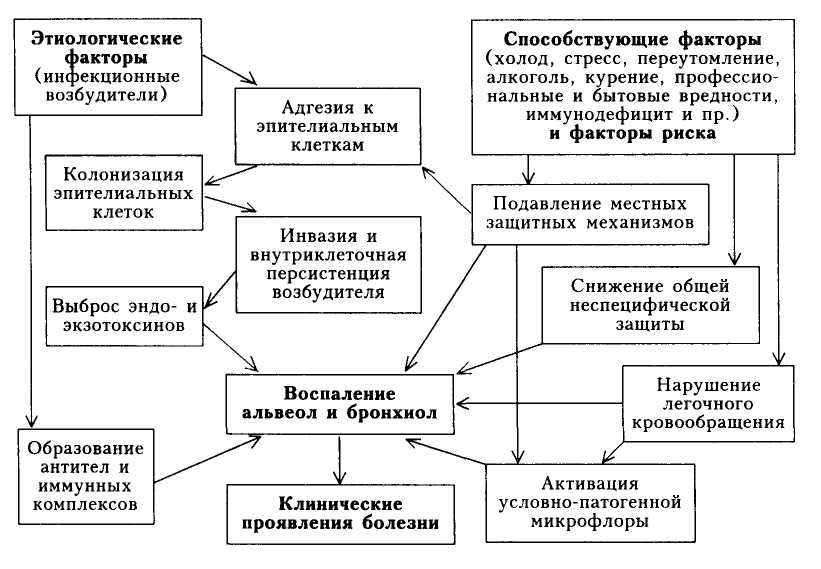 Этиологические
факторы
(инфекционные
возбудители)
Способствующие факторы
(холод, стресс, переутомление,
алкоголь, курение, профессио-
нальные и бытовые вредности,
иммунодефицит и пр.)
и факторы риска
Адгезия к
эпителиальным
клеткам
Колонизация
эпителиальных
клеток
Подавление местных
защитных механизмов
Инвазия и
внутриклеточная
персистенция
возбудителя
Снижение общей
неспецифической
защиты
Выброс эндо- и
экзотоксинов
Воспаление
альвеол и бронхиол
Нарушение
легочного
кровообращения
Образование
антител и
иммунных
комплексов
Клинические
проявления болезни
Активация
условно-патогенной
микрофлоры